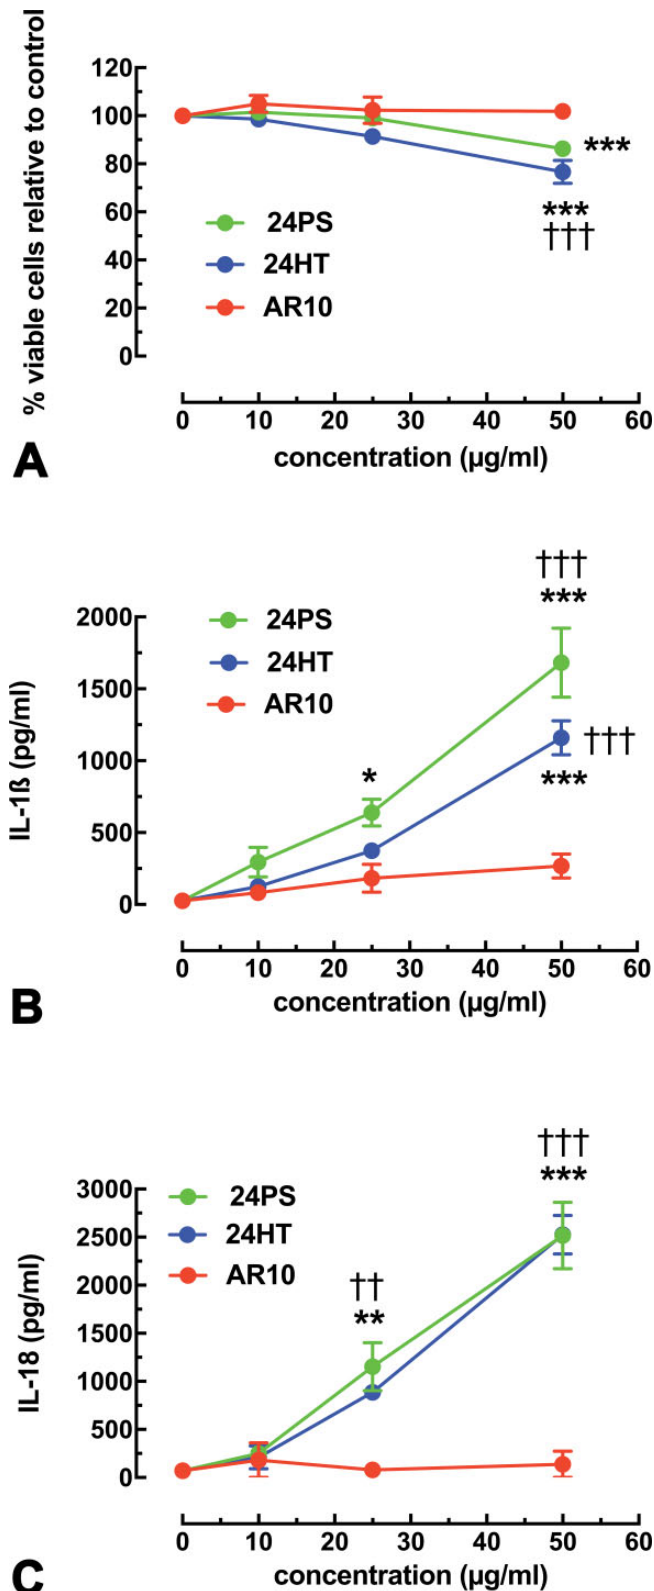 % viable cells relative to control
120
100
80
60
40
20
0
***
***
†††
24PS
24HT
AR10
0 10 20 30 40 50 60
concentration (µg/ml)
A
IL-1ß (pg/ml)
2000
1500
1000
500
0
†††
***
24PS
24HT
AR10
*
†††
***
0 10 20 30 40 50 60
concentration (µg/ml)
B
IL-18 (pg/ml)
3000
2500
2000
1500
1000
500
0
†††
***
24PS
24HT
AR10
††
**
0 10 20 30 40 50 60
concentration (µg/ml)
C